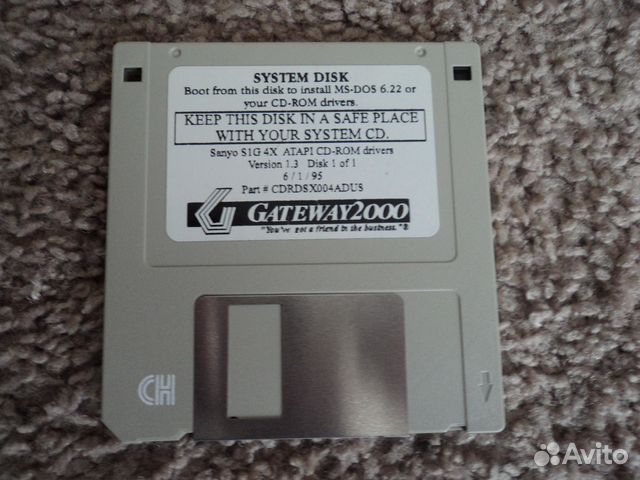 SYSTEM DISK
Boot from this disk to install MS-DOS 6.22 or
your CD-ROM drivers.
KEEP THIS DISK IN A SAFE PLACE
WITH YOUR SYSTEM CD.
Sanyo S1G 4X ATAPI CD-ROM drivers
Version 1.3 Disk 1 of 1
6/1/95
Part # CDRDSX004ADUS
GATEWAY2000
"You've got a friend in the business."®
CH
Avito